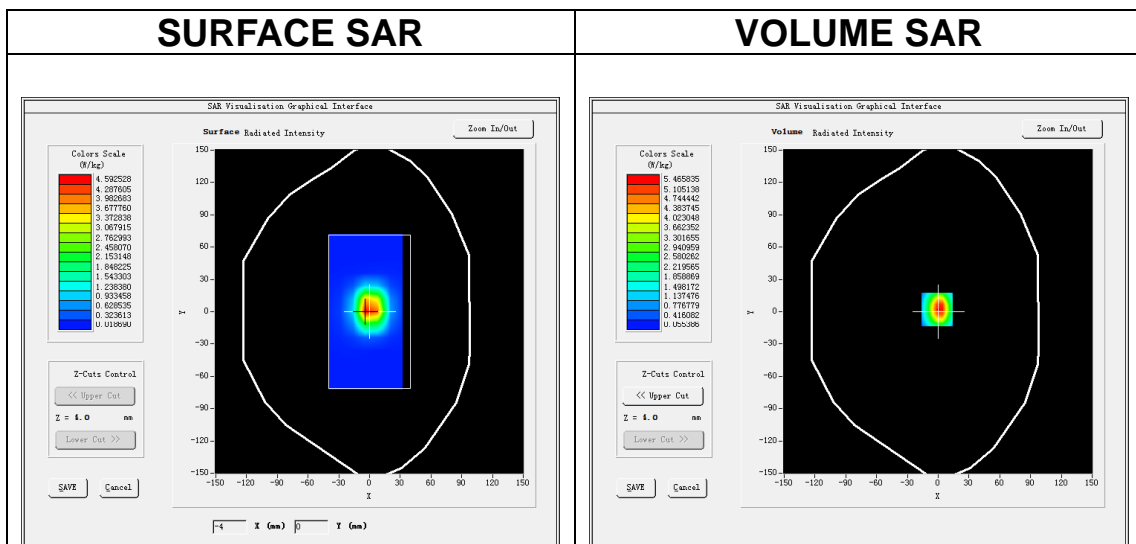 SURFACE SAR
VOLUME SAR
SAR Visualisation Graphical Interface
Surface Radiated Intensity
Zoom In/Out
Colors Scale
(W/kg)
4.592528
4.287605
3.982683
3.677760
3.372838
3.067915
2.762993
2.458070
2.153148
1.848225
1.543303
1.238380
0.933458
0.628535
0.323613
0.018690
Z-Cuts Control
<< Upper Cut
Z = 4.0 mm
Lower Cut >>
SAVE Cancel
150
120
90
60
30
0
-30
-60
-90
-120
-150
Y
-150 -120 -90 -60 -30 0 30 60 90 120 150
X
-4 X (mm) 0 Y (mm)
SAR Visualisation Graphical Interface
Volume Radiated Intensity
Zoom In/Out
Colors Scale
(W/kg)
5.465835
5.105138
4.744442
4.383745
4.023048
3.662352
3.301655
2.940959
2.580262
2.219565
1.858869
1.498172
1.137476
0.776779
0.416082
0.055386
Z-Cuts Control
<< Upper Cut
Z = 4.0 mm
Lower Cut >>
SAVE Cancel
150
120
90
60
30
0
-30
-60
-90
-120
-150
Y
-150 -120 -90 -60 -30 0 30 60 90 120 150
X